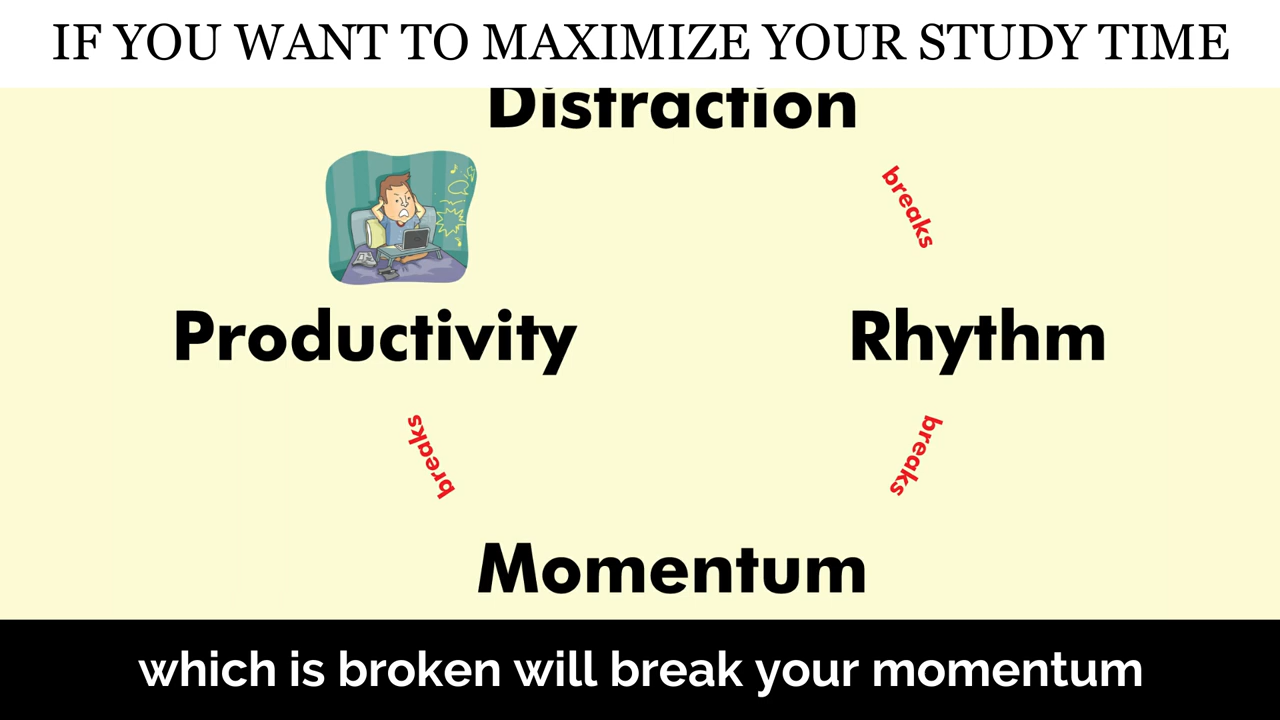 IF YOU WANT TO MAXIMIZE YOUR STUDY TIME
Distraction
breaks
Productivity
Rhythm
breaks
breaks
Momentum
which is broken will break your momentum